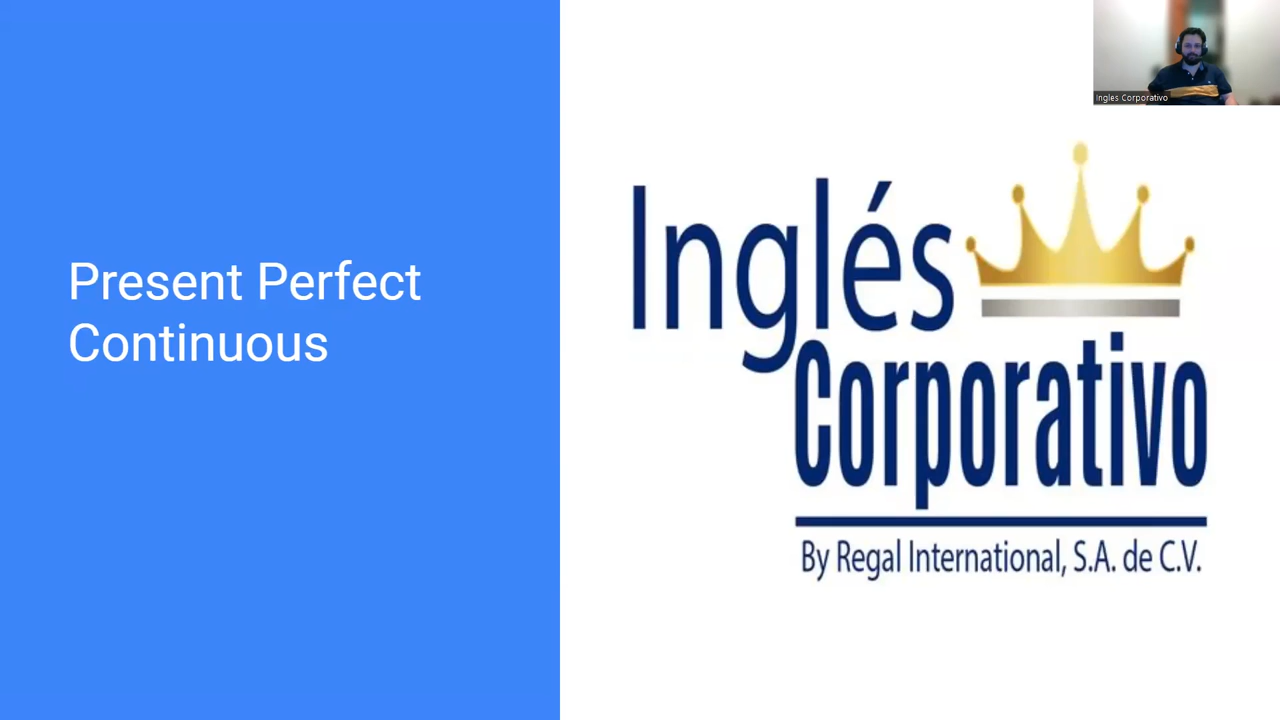 Ingles Corporativo
Present Perfect
Continuous
Inglés
Corporativo
By Regal International, S.A. de C.V.